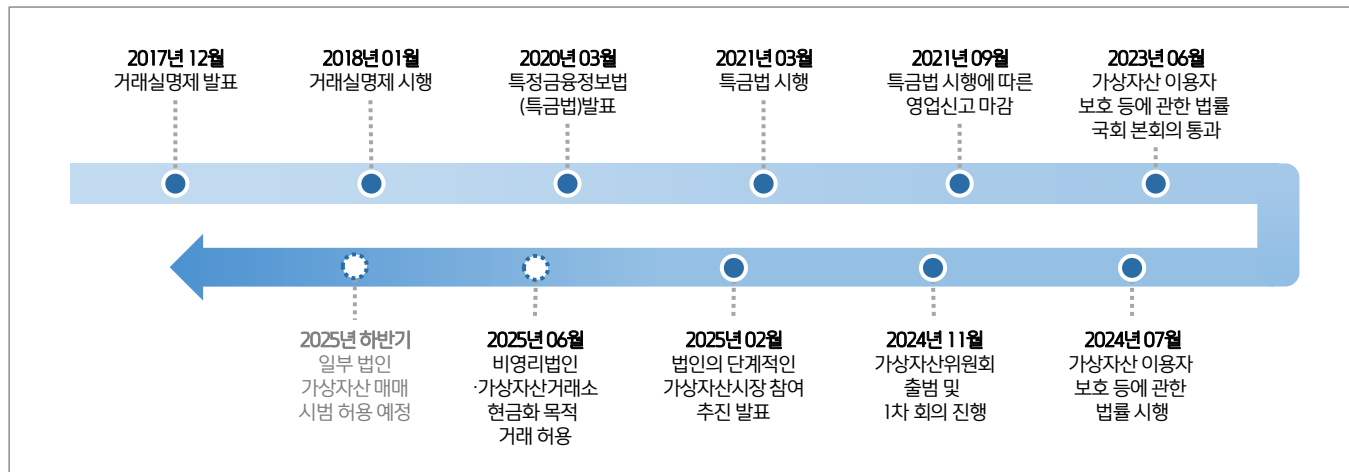 2017년 12월
거래실명제 발표
2018년 01월
거래실명제 시행
2020년 03월
특정금융정보법
(특금법)발표
2021년 03월
특금법 시행
2021년 09월
특금법 시행에 따른
영업신고 마감
2023년 06월
가상자산 이용자
보호 등에 관한 법률
국회 본회의 통과
2024년 07월
가상자산 이용자
보호 등에 관한
법률 시행
2024년 11월
가상자산위원회
출범 및
1차 회의 진행
2025년 02월
법인의 단계적인
가상자산시장 참여
추진 발표
2025년 06월
비영리법인
·가상자산거래소
현금화 목적
거래 허용
2025년 하반기
일부 법인
가상자산 매매
시범 허용 예정